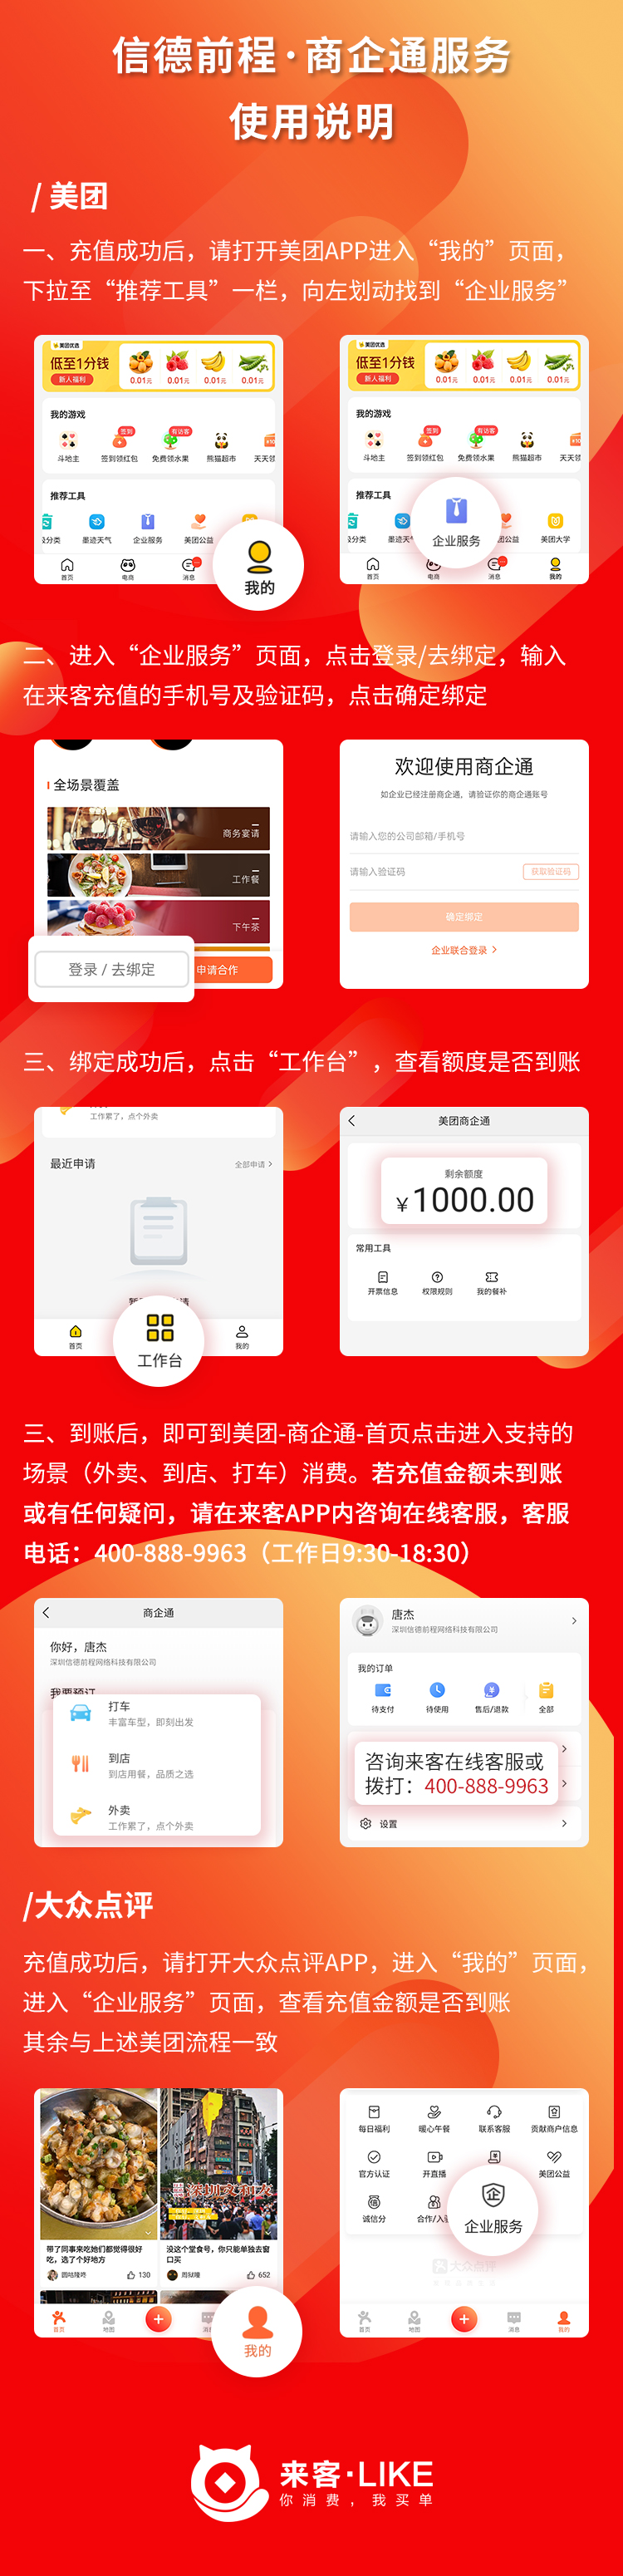 信德前程·商企通服务
使用说明
/ 美团
一、充值成功后，请打开美团APP进入“我的”页面，
下拉至“推荐工具”一栏，向左划动找到“企业服务”
美团优选
低至1分钱
新人福利
0.01元 0.01元 0.01元 0.01元
我的游戏
签到 有访客
斗地主 签到领红包 免费领水果 熊猫超市 天天领
推荐工具
圾分类 墨迹天气 企业服务 美团公益
首页 电商 消息
我的
美团优选
低至1分钱
新人福利
0.01元 0.01元 0.01元 0.01元
我的游戏
签到 有访客
斗地主 签到领红包 免费领水果 熊猫超市 天天领
推荐工具
圾分类 墨迹天 企业服务 公益 美团大学
首页 电商 消息 我的
二、进入“企业服务”页面，点击登录/去绑定，输入
在来客充值的手机号及验证码，点击确定绑定
全场景覆盖
商务宴请
工作餐
下午茶
登录 / 去绑定 申请合作
欢迎使用商企通
如企业已经注册商企通，请验证你的商企通账号
请输入您的公司邮箱/手机号
请输入验证码 获取验证码
确定绑定
企业联合登录 >
三、绑定成功后，点击“工作台”，查看额度是否到账
工作累了，点个外卖
最近申请 全部申请 >
首页 工作台 我的
美团商企通
剩余额度
¥1000.00
常用工具
开票信息 权限规则 我的餐补
三、到账后，即可到美团-商企通-首页点击进入支持的
场景（外卖、到店、打车）消费。若充值金额未到账
或有任何疑问，请在来客APP内咨询在线客服，客服
电话：400-888-9963（工作日9:30-18:30）
商企通
你好，唐杰
深圳信德前程网络科技有限公司
我要预订
打车
丰富车型，即刻出发
到店
到店用餐，品质之选
外卖
工作累了，点个外卖
唐杰
深圳信德前程网络科技有限公司
我的订单
待支付 待使用 售后/退款 全部
咨询来客在线客服或
拨打：400-888-9963
设置
/大众点评
充值成功后，请打开大众点评APP，进入“我的”页面，
进入“企业服务”页面，查看充值金额是否到账
其余与上述美团流程一致
带了同事来吃她们都觉得很好
吃，选了个好地方
130
没这个堂食号，你只能单独去窗
口买
652
首页 地图 消
我的
每日福利 暖心午餐 联系客服 贡献商户信息
官方认证 开直播 美团公益
诚信分 合作/入 企业服务
大众点评
首页 地图 消息 我的
来客·LIKE
你消费，我买单